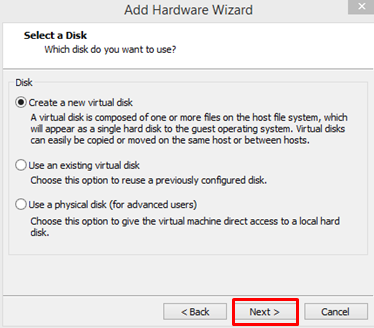 Add Hardware Wizard
Select a Disk
Which disk do you want to use?
Disk
Create a new virtual disk
A virtual disk is composed of one or more files on the host file system, which
will appear as a single hard disk to the guest operating system. Virtual disks
can easily be copied or moved on the same host or between hosts.
Use an existing virtual disk
Choose this option to reuse a previously configured disk.
Use a physical disk (for advanced users)
Choose this option to give the virtual machine direct access to a local hard
disk.
< Back Next > Cancel